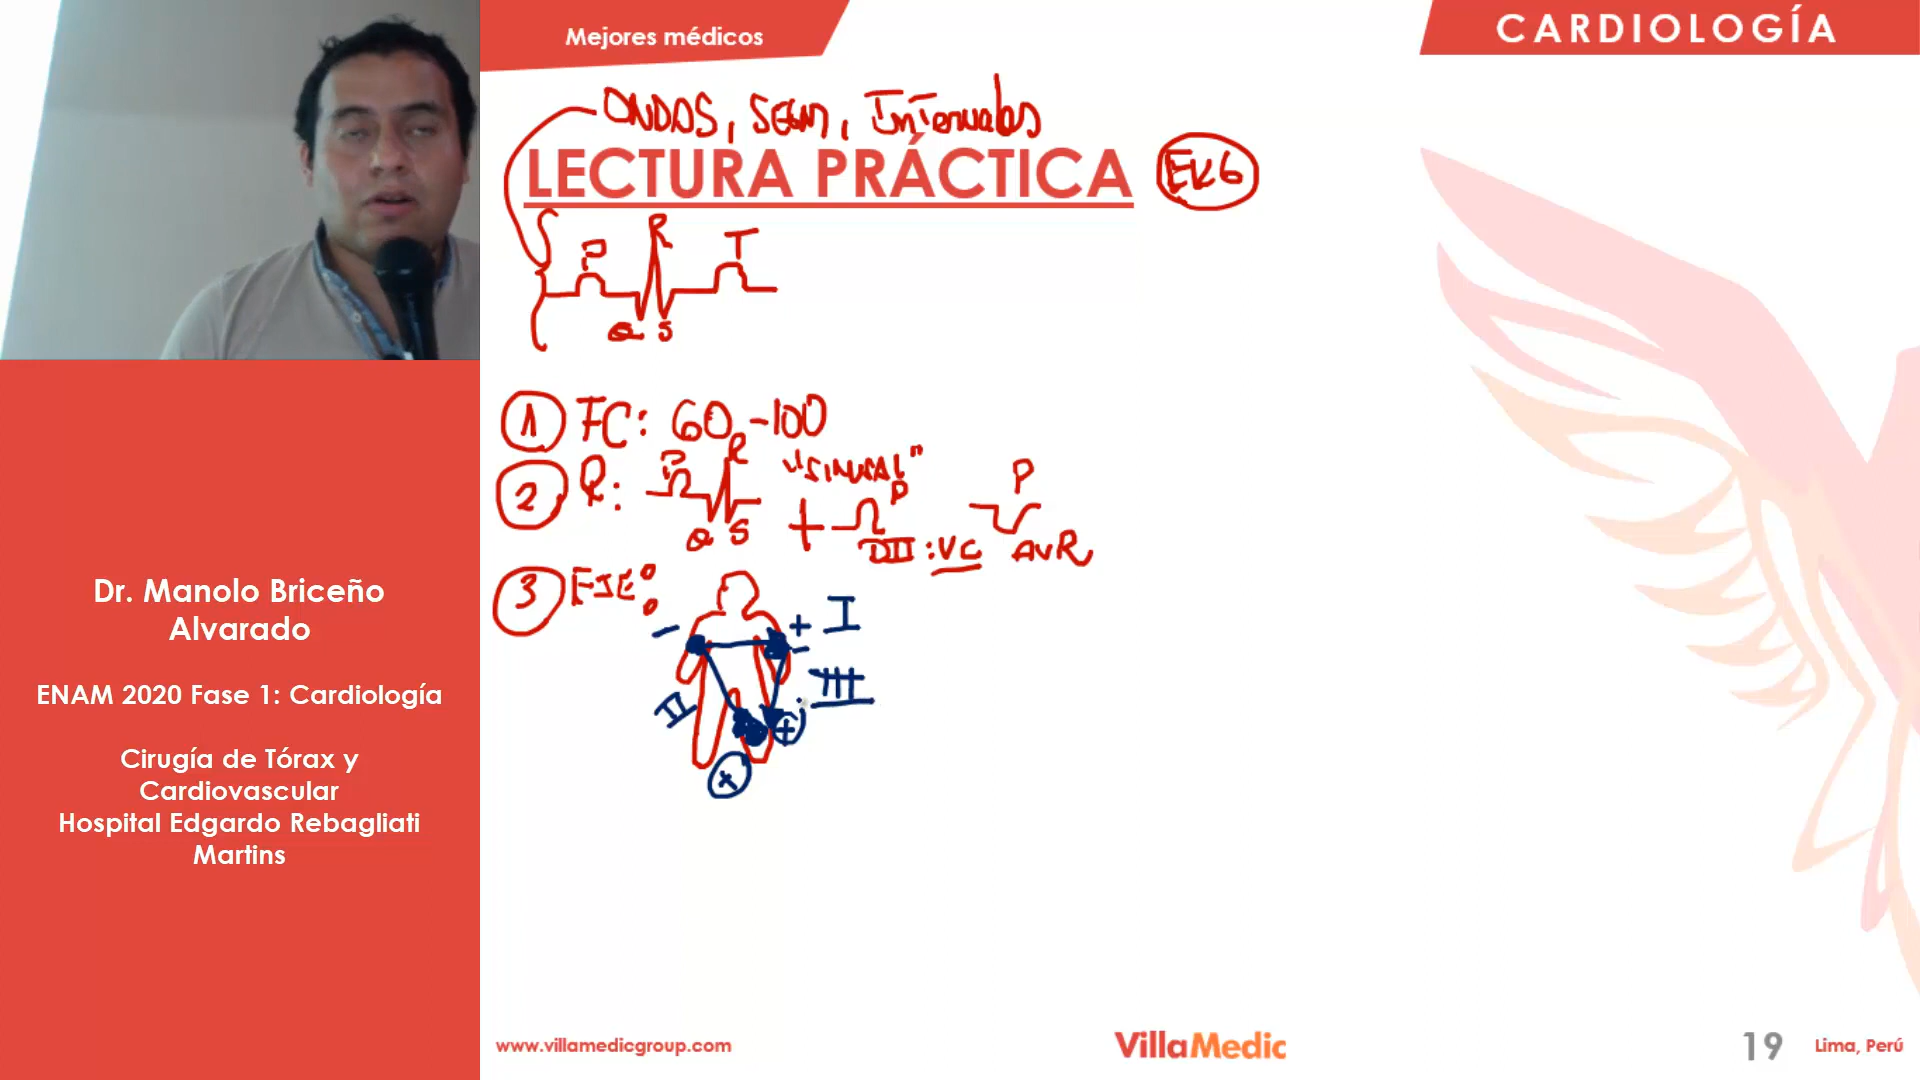 Mejores médicos
CARDIOLOGÍA
ONDAS, SEGM, Intervalos
LECTURA PRÁCTICA
EKG
P R T
Q S
1 FC: 60-100
2 R: P R "SINUSAL" P P
Q S + DII: VC AvR
3 EJE:
- + I
-
III
II
+
+
Dr. Manolo Briceño
Alvarado
ENAM 2020 Fase 1: Cardiología
Cirugía de Tórax y
Cardiovascular
Hospital Edgardo Rebagliati
Martins
www.villamedicgroup.com
VillaMedic
19
Lima, Perú